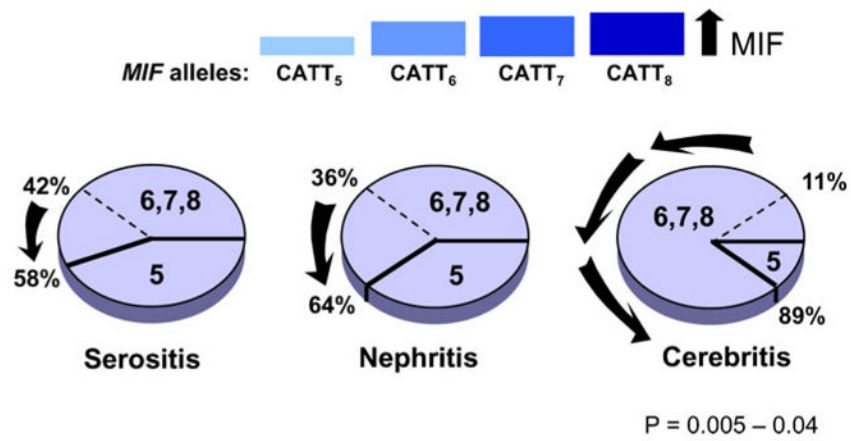 MIF
MIF alleles: CATT₅ CATT₆ CATT₇ CATT₈
42% 6,7,8
58% 5
Serositis
36% 6,7,8
64% 5
Nephritis
11%
6,7,8
5
89%
Cerebritis
P = 0.005 – 0.04